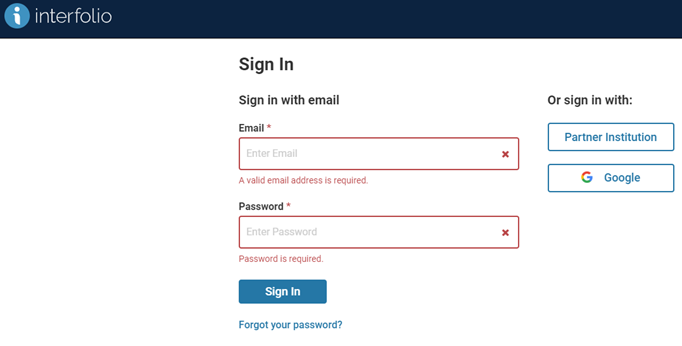 interfolio
Sign In
Sign in with email
Email *
Enter Email
A valid email address is required.
Password *
Enter Password
Password is required.
Sign In
Forgot your password?
Or sign in with:
Partner Institution
Google